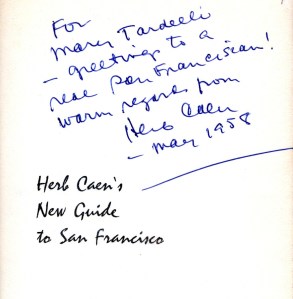 For
Mary Tardelli
— greetings to a
real San Franciscan!
warm regards from
Herb Caen
— May 1958
Herb Caen's
New Guide
to San Francisco